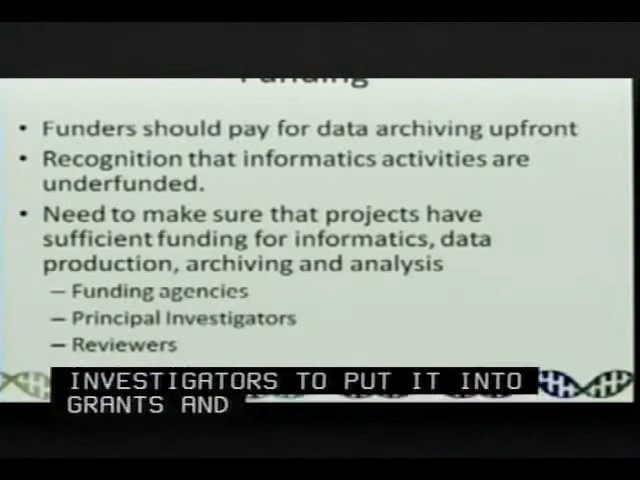 Funding
• Funders should pay for data archiving upfront
• Recognition that informatics activities are
underfunded.
• Need to make sure that projects have
sufficient funding for informatics, data
production, archiving and analysis
– Funding agencies
– Principal Investigators
– Reviewers
INVESTIGATORS TO PUT IT INTO
GRANTS AND